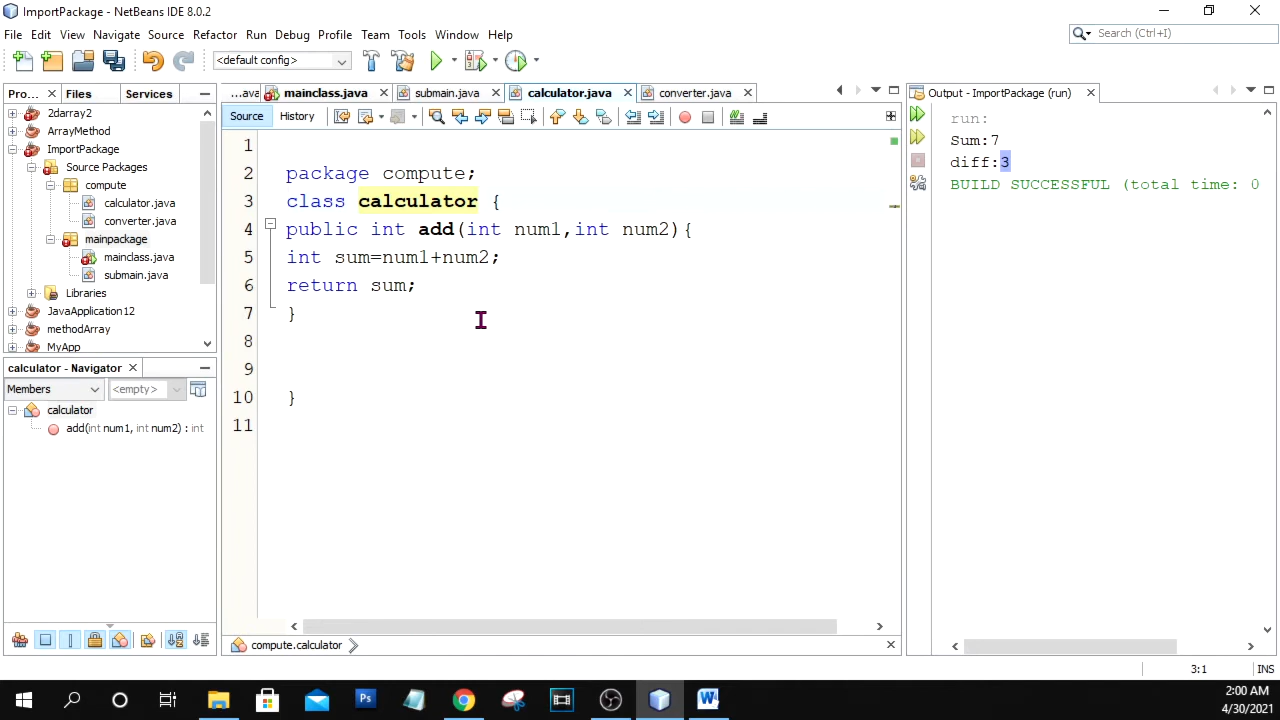 ImportPackage - NetBeans IDE 8.0.2
File Edit View Navigate Source Refactor Run Debug Profile Team Tools Window Help
Search (Ctrl+I)
<default config>
Pro... Files Services
...ava mainclass.java submain.java calculator.java converter.java
Output - ImportPackage (run)
Source History
2darray2
ArrayMethod
ImportPackage
Source Packages
compute
calculator.java
converter.java
mainpackage
mainclass.java
submain.java
Libraries
JavaApplication12
methodArray
MyApp
calculator - Navigator
Members <empty>
calculator
add(int num1, int num2) : int
1
2 package compute;
3 class calculator {
4 public int add(int num1,int num2){
5 int sum=num1+num2;
6 return sum;
7 }
8
9
10 }
11
compute.calculator
run:
Sum:7
diff:3
BUILD SUCCESSFUL (total time: 0
3:1 INS
Ps
W
2:00 AM
4/30/2021